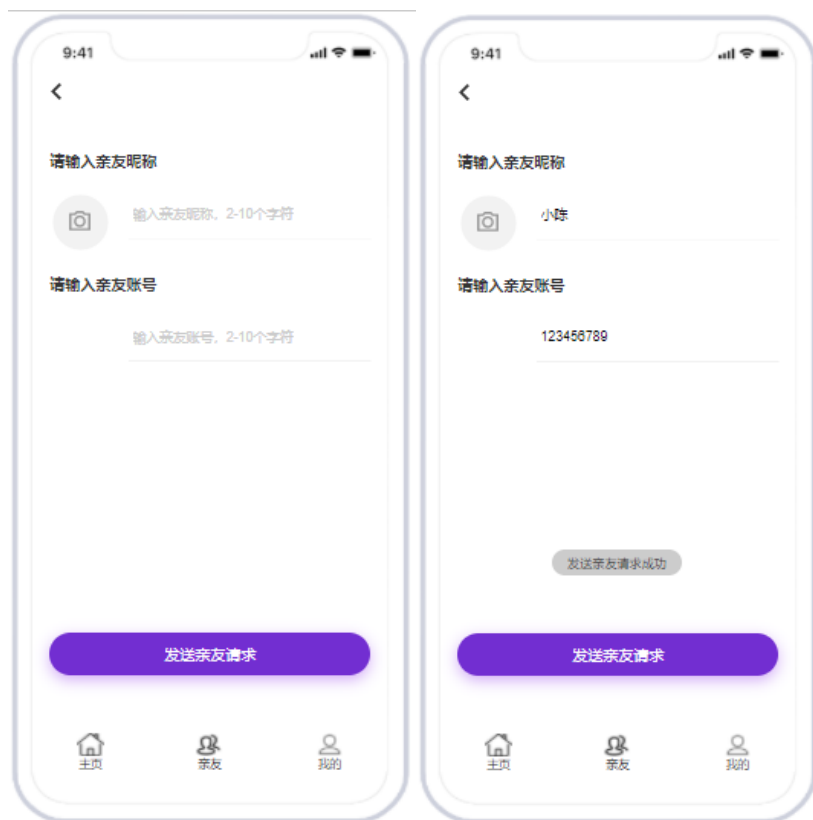 9:41
请输入亲友昵称
输入亲友昵称，2-10个字符
请输入亲友账号
输入亲友账号，2-10个字符
发送亲友请求
主页
亲友
我的
9:41
请输入亲友昵称
小陈
请输入亲友账号
123456789
发送亲友请求成功
发送亲友请求
主页
亲友
我的